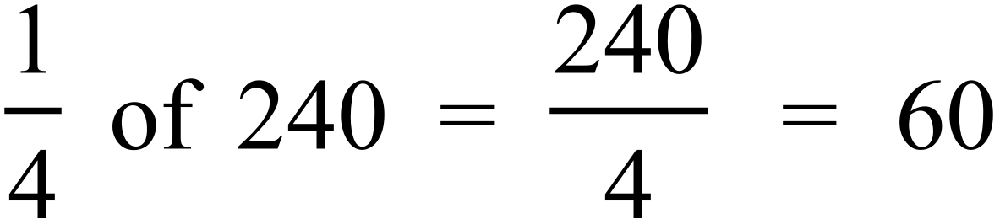 1/4 of 240 = 240/4 = 60